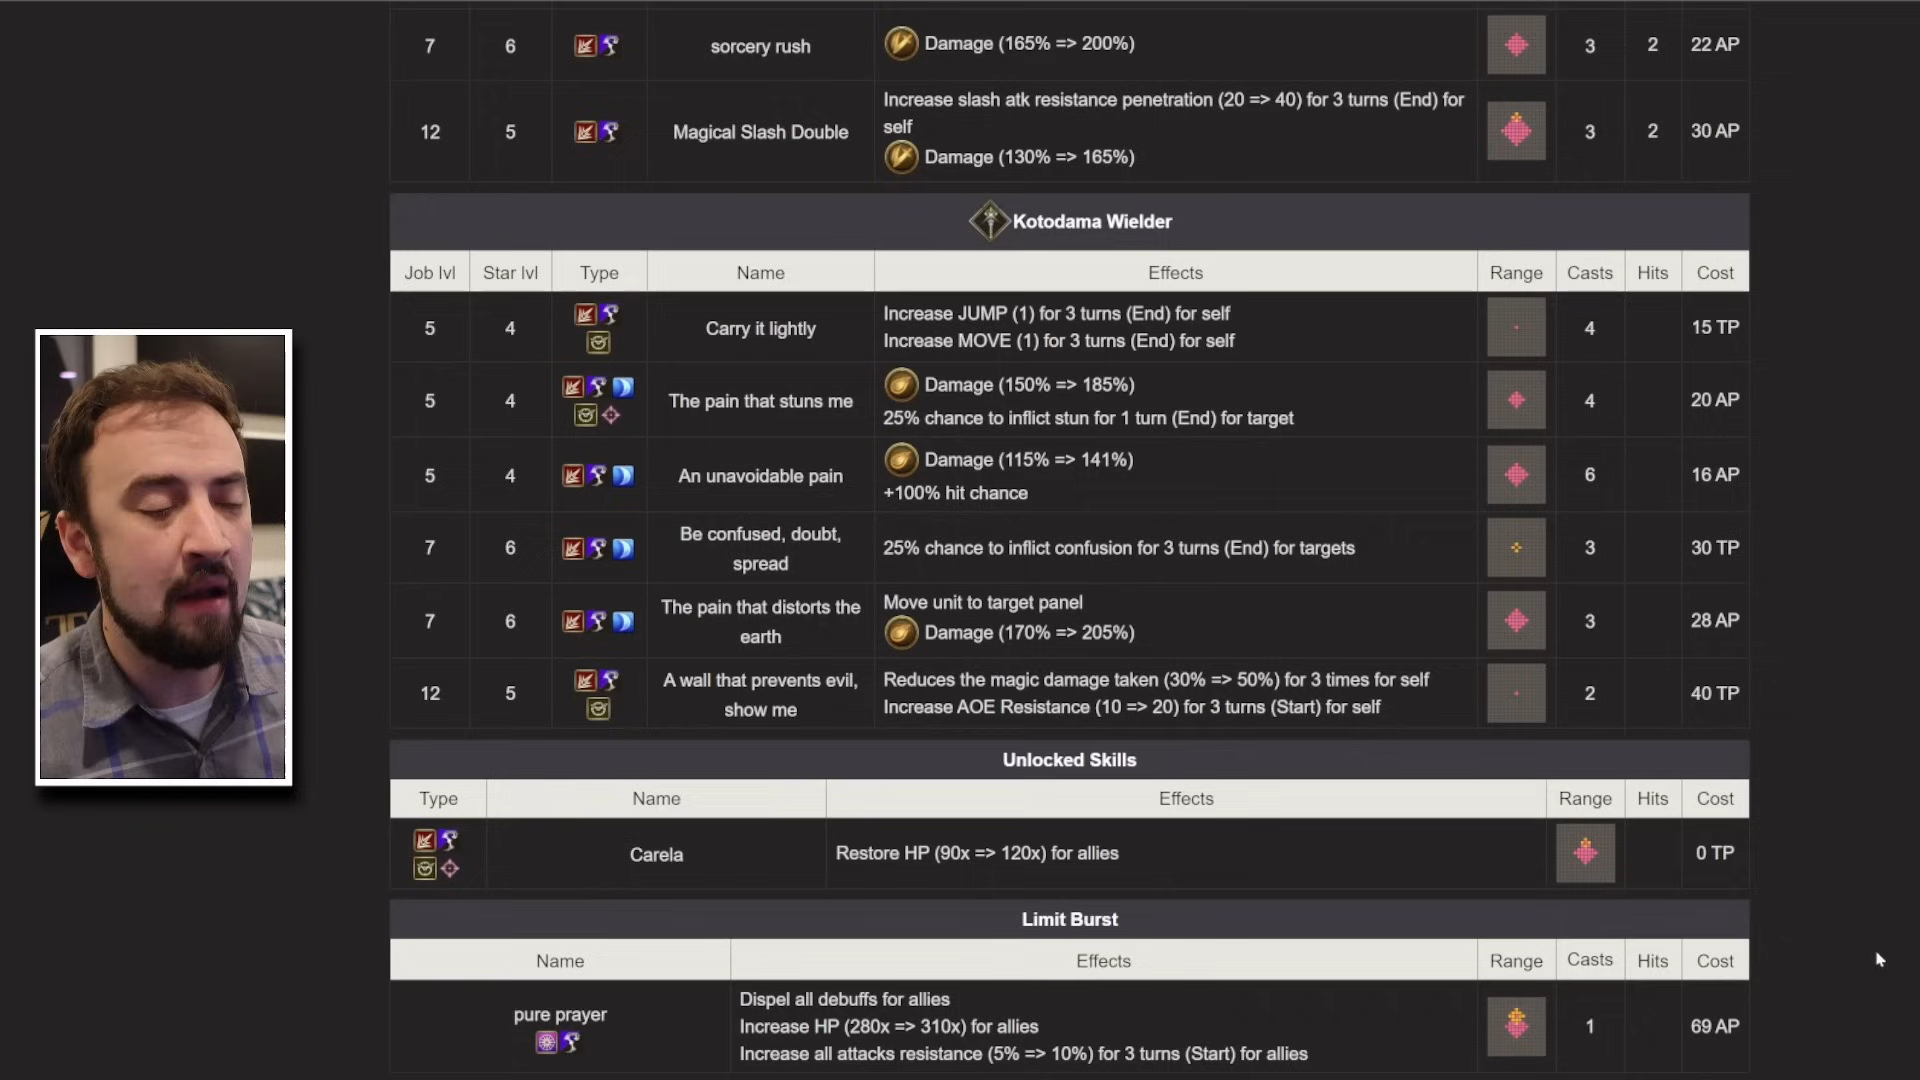 7 6 sorcery rush Damage (165% => 200%) 3 2 22 AP
Increase slash atk resistance penetration (20 => 40) for 3 turns (End) for
self
12 5 Magical Slash Double 3 2 30 AP
Damage (130% => 165%)
Kotodama Wielder
Job lvl Star lvl Type Name Effects Range Casts Hits Cost
Increase JUMP (1) for 3 turns (End) for self
5 4 Carry it lightly 4 15 TP
Increase MOVE (1) for 3 turns (End) for self
Damage (150% => 185%)
5 4 The pain that stuns me 4 20 AP
25% chance to inflict stun for 1 turn (End) for target
Damage (115% => 141%)
5 4 An unavoidable pain 6 16 AP
+100% hit chance
Be confused, doubt,
7 6 25% chance to inflict confusion for 3 turns (End) for targets 3 30 TP
spread
The pain that distorts the Move unit to target panel
7 6 3 28 AP
earth Damage (170% => 205%)
A wall that prevents evil, Reduces the magic damage taken (30% => 50%) for 3 times for self
12 5 2 40 TP
show me Increase AOE Resistance (10 => 20) for 3 turns (Start) for self
Unlocked Skills
Type Name Effects Range Hits Cost
Carela Restore HP (90x => 120x) for allies 0 TP
Limit Burst
Name Effects Range Casts Hits Cost
Dispel all debuffs for allies
pure prayer Increase HP (280x => 310x) for allies 1 69 AP
Increase all attacks resistance (5% => 10%) for 3 turns (Start) for allies